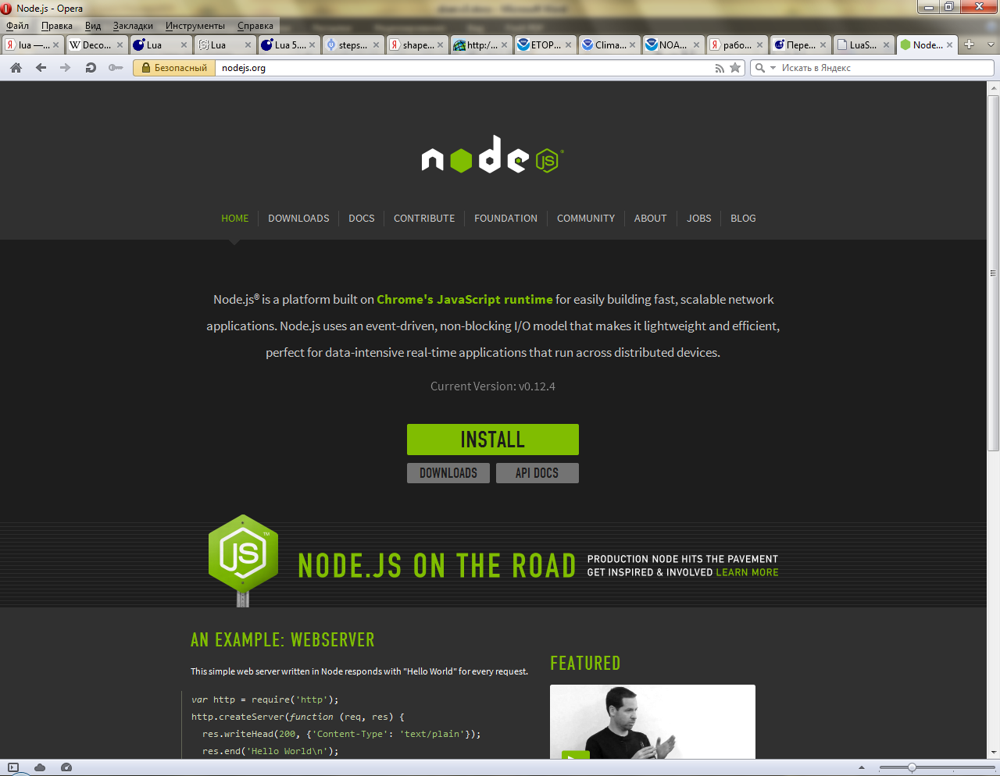 Node.js - Opera
Файл Правка Вид Закладки Инструменты Справка
lua —... Deco... Lua Lua Lua 5.... steps... shape... http:/... ETOP... Clima... NOA... рабо... Пере... LuaS... Node...
Безопасный nodejs.org Искать в Яндекс
node JS
HOME DOWNLOADS DOCS CONTRIBUTE FOUNDATION COMMUNITY ABOUT JOBS BLOG
Node.js® is a platform built on Chrome's JavaScript runtime for easily building fast, scalable network
applications. Node.js uses an event-driven, non-blocking I/O model that makes it lightweight and efficient,
perfect for data-intensive real-time applications that run across distributed devices.
Current Version: v0.12.4
INSTALL
DOWNLOADS API DOCS
JS™
NODE.JS ON THE ROAD
PRODUCTION NODE HITS THE PAVEMENT
GET INSPIRED & INVOLVED LEARN MORE
AN EXAMPLE: WEBSERVER
This simple web server written in Node responds with "Hello World" for every request.
var http = require('http');
http.createServer(function (req, res) {
  res.writeHead(200, {'Content-Type': 'text/plain'});
  res.end('Hello World\n');
FEATURED